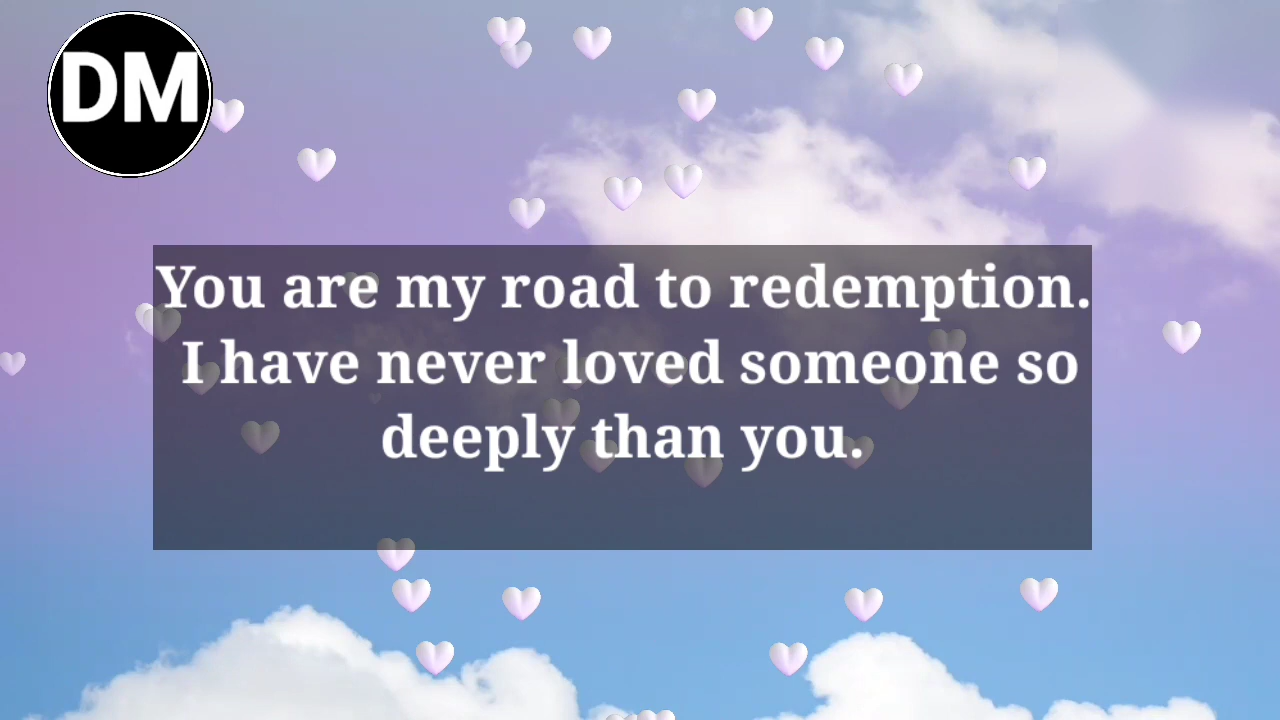 DM
You are my road to redemption.
I have never loved someone so
deeply than you.